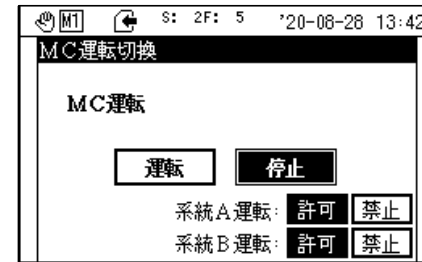 M1 S: 2F: 5 '20-08-28 13:42
MC運転切換
MC運転
運転 停止
系統A運転: 許可 禁止
系統B運転: 許可 禁止